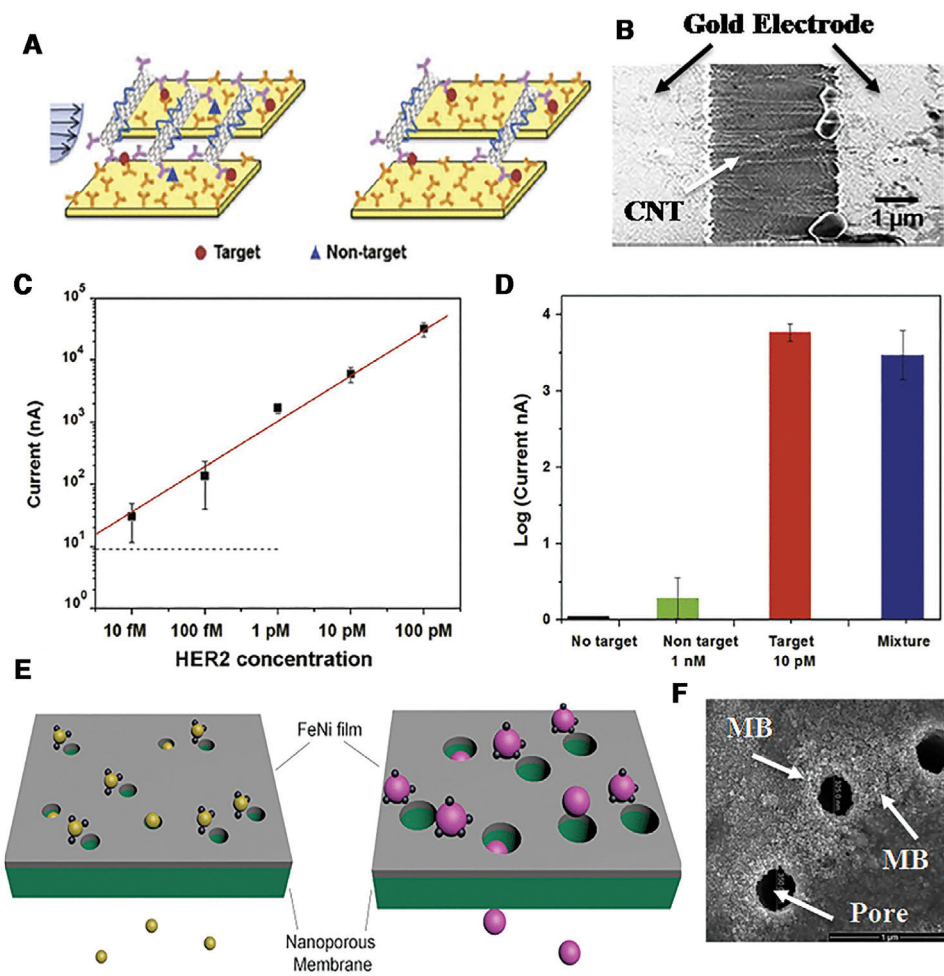 A
B
Gold Electrode
CNT
1 μm
Target
Non-target
C
Current (nA)
10⁵
10⁴
10³
10²
10¹
10⁰
10 fM
100 fM
1 pM
10 pM
100 pM
HER2 concentration
D
Log (Current nA)
4
3
2
1
0
No target
Non target
1 nM
Target
10 pM
Mixture
E
FeNi film
Nanoporous
Membrane
F
MB
MB
Pore
1 μm